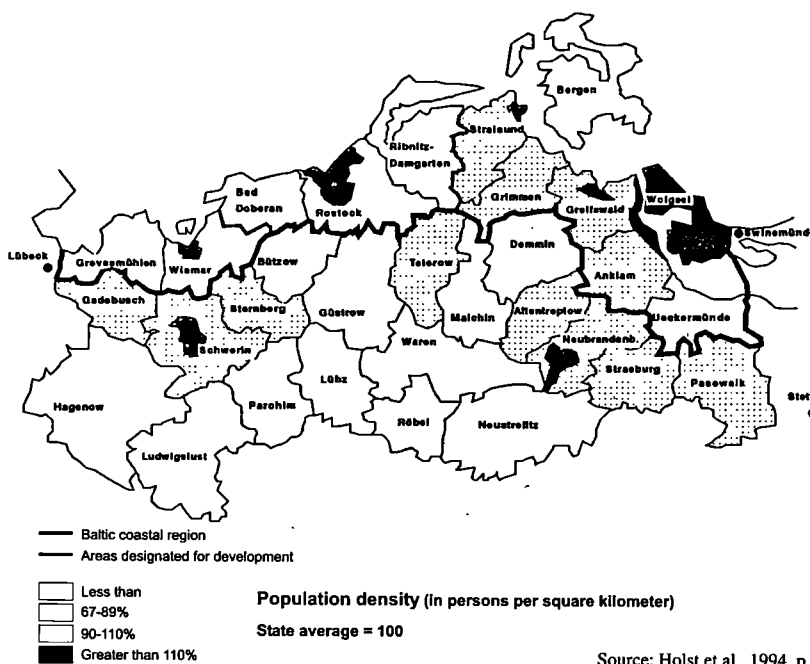 Bergen
Stralsund
Ribnitz-
Damgarten
Grimmen
Bad
Doberan
Rostock
Greifswald
Wolgast
Swinemünde
Lübeck
Grevesmühlen
Wismar
Bützow
Teterow
Demmin
Anklam
Gadebusch
Sternberg
Güstrow
Malchin
Altentreptow
Ueckermünde
Schwerin
Waren
Neubrandenb.
Strasburg
Pasewalk
Hagenow
Parchim
Lübz
Röbel
Neustrelitz
Stet
Ludwigslust
Baltic coastal region
Areas designated for development
Less than
67-89%
90-110%
Greater than 110%
Population density (in persons per square kilometer)
State average = 100
Source: Holst et al., 1994, p